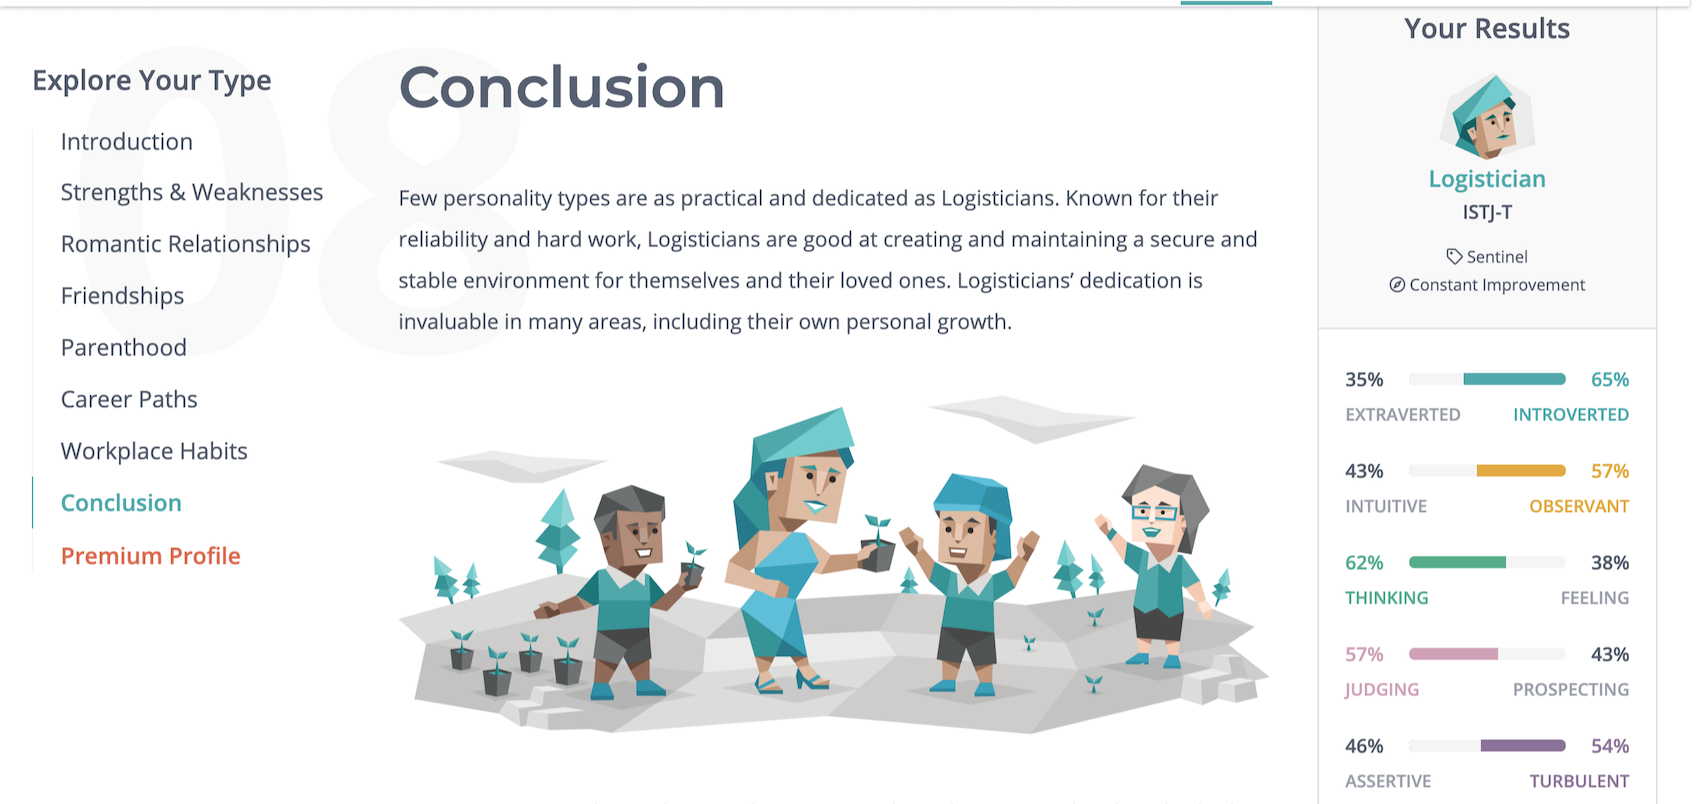 08
Explore Your Type
Introduction
Strengths & Weaknesses
Romantic Relationships
Friendships
Parenthood
Career Paths
Workplace Habits
Conclusion
Premium Profile
Conclusion
Few personality types are as practical and dedicated as Logisticians. Known for their
reliability and hard work, Logisticians are good at creating and maintaining a secure and
stable environment for themselves and their loved ones. Logisticians’ dedication is
invaluable in many areas, including their own personal growth.
Your Results
Logistician
ISTJ-T
Sentinel
Constant Improvement
35% 65%
EXTRAVERTED INTROVERTED
43% 57%
INTUITIVE OBSERVANT
62% 38%
THINKING FEELING
57% 43%
JUDGING PROSPECTING
46% 54%
ASSERTIVE TURBULENT